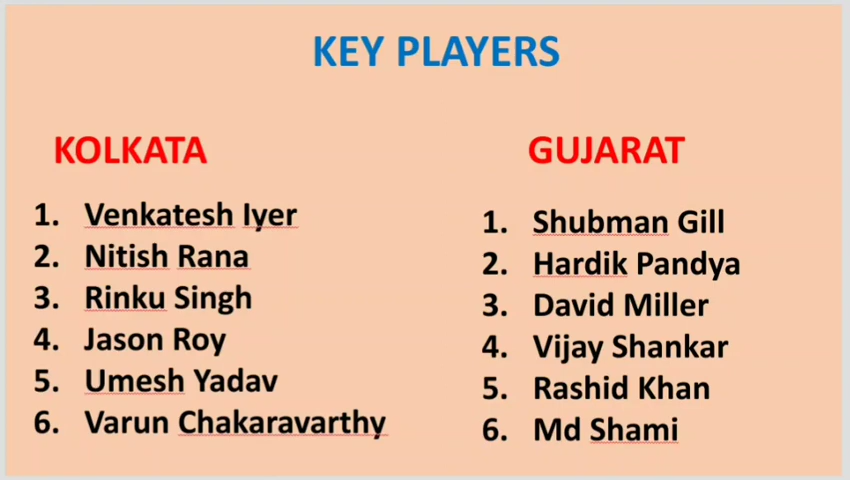 KEY PLAYERS
KOLKATA
1. Venkatesh Iyer
2. Nitish Rana
3. Rinku Singh
4. Jason Roy
5. Umesh Yadav
6. Varun Chakaravarthy
GUJARAT
1. Shubman Gill
2. Hardik Pandya
3. David Miller
4. Vijay Shankar
5. Rashid Khan
6. Md Shami